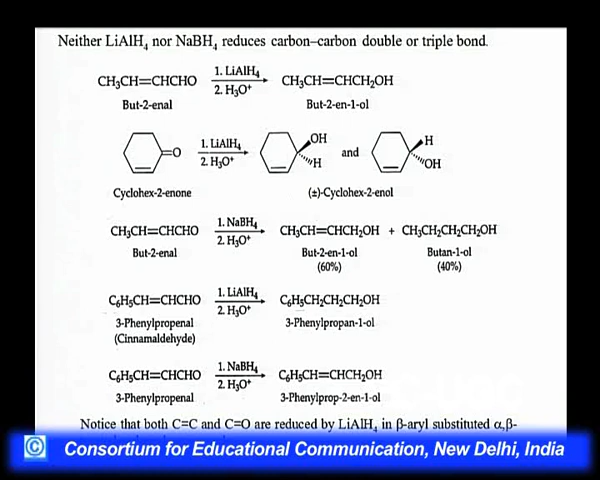 Neither LiAlH₄ nor NaBH₄ reduces carbon–carbon double or triple bond.
CH₃CH=CHCHO 1. LiAlH₄ CH₃CH=CHCH₂OH
2. H₃O⁺
But-2-enal But-2-en-1-ol
=O 1. LiAlH₄ OH H and H OH
2. H₃O⁺
Cyclohex-2-enone (±)-Cyclohex-2-enol
CH₃CH=CHCHO 1. NaBH₄ CH₃CH=CHCH₂OH + CH₃CH₂CH₂CH₂OH
2. H₃O⁺
But-2-enal But-2-en-1-ol Butan-1-ol
(60%) (40%)
C₆H₅CH=CHCHO 1. LiAlH₄ C₆H₅CH₂CH₂CH₂OH
2. H₃O⁺
3-Phenylpropenal 3-Phenylpropan-1-ol
(Cinnamaldehyde)
C₆H₅CH=CHCHO 1. NaBH₄ C₆H₅CH=CHCH₂OH
2. H₃O⁺
3-Phenylpropenal 3-Phenylprop-2-en-1-ol
Notice that both C=C and C=O are reduced by LiAlH₄ in β-aryl substituted α,β-
© Consortium for Educational Communication, New Delhi, India